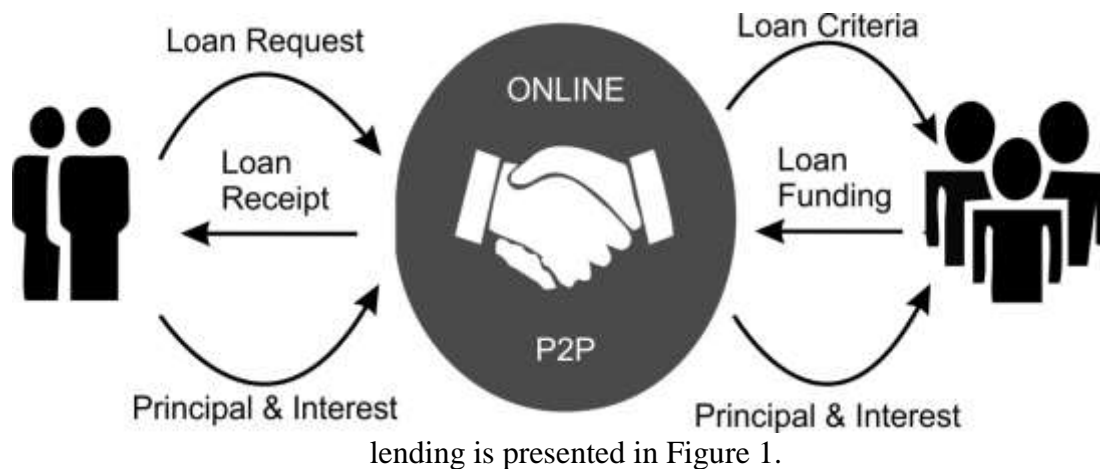 Loan Request
Loan Criteria
ONLINE
Loan
Receipt
Loan
Funding
P2P
Principal & Interest
Principal & Interest
lending is presented in Figure 1.